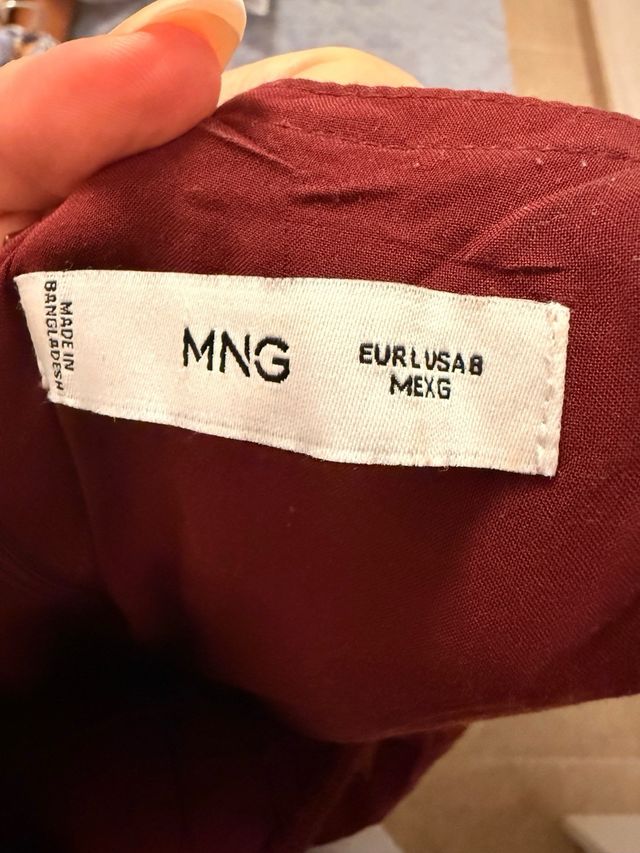 MADE IN
BANGLADESH
MNG
EUR L USA 8
MEX G